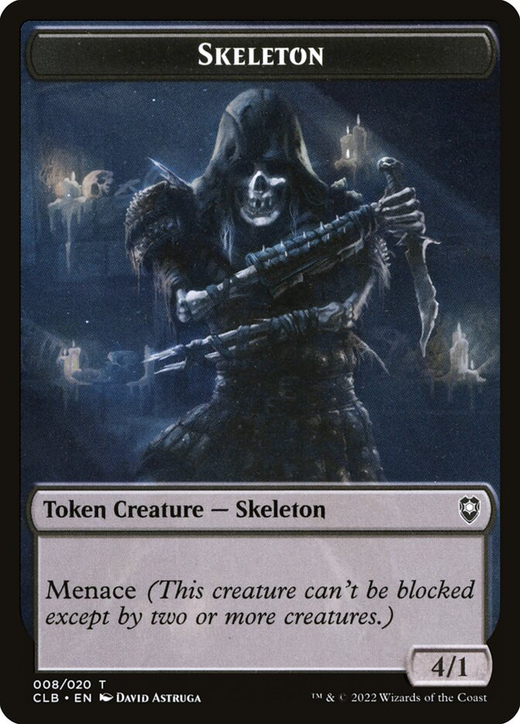 Skeleton
Token Creature — Skeleton
Menace (This creature can't be blocked
except by two or more creatures.)
4/1
008/020 T
CLB • EN David Astruga
™ & © 2022 Wizards of the Coast